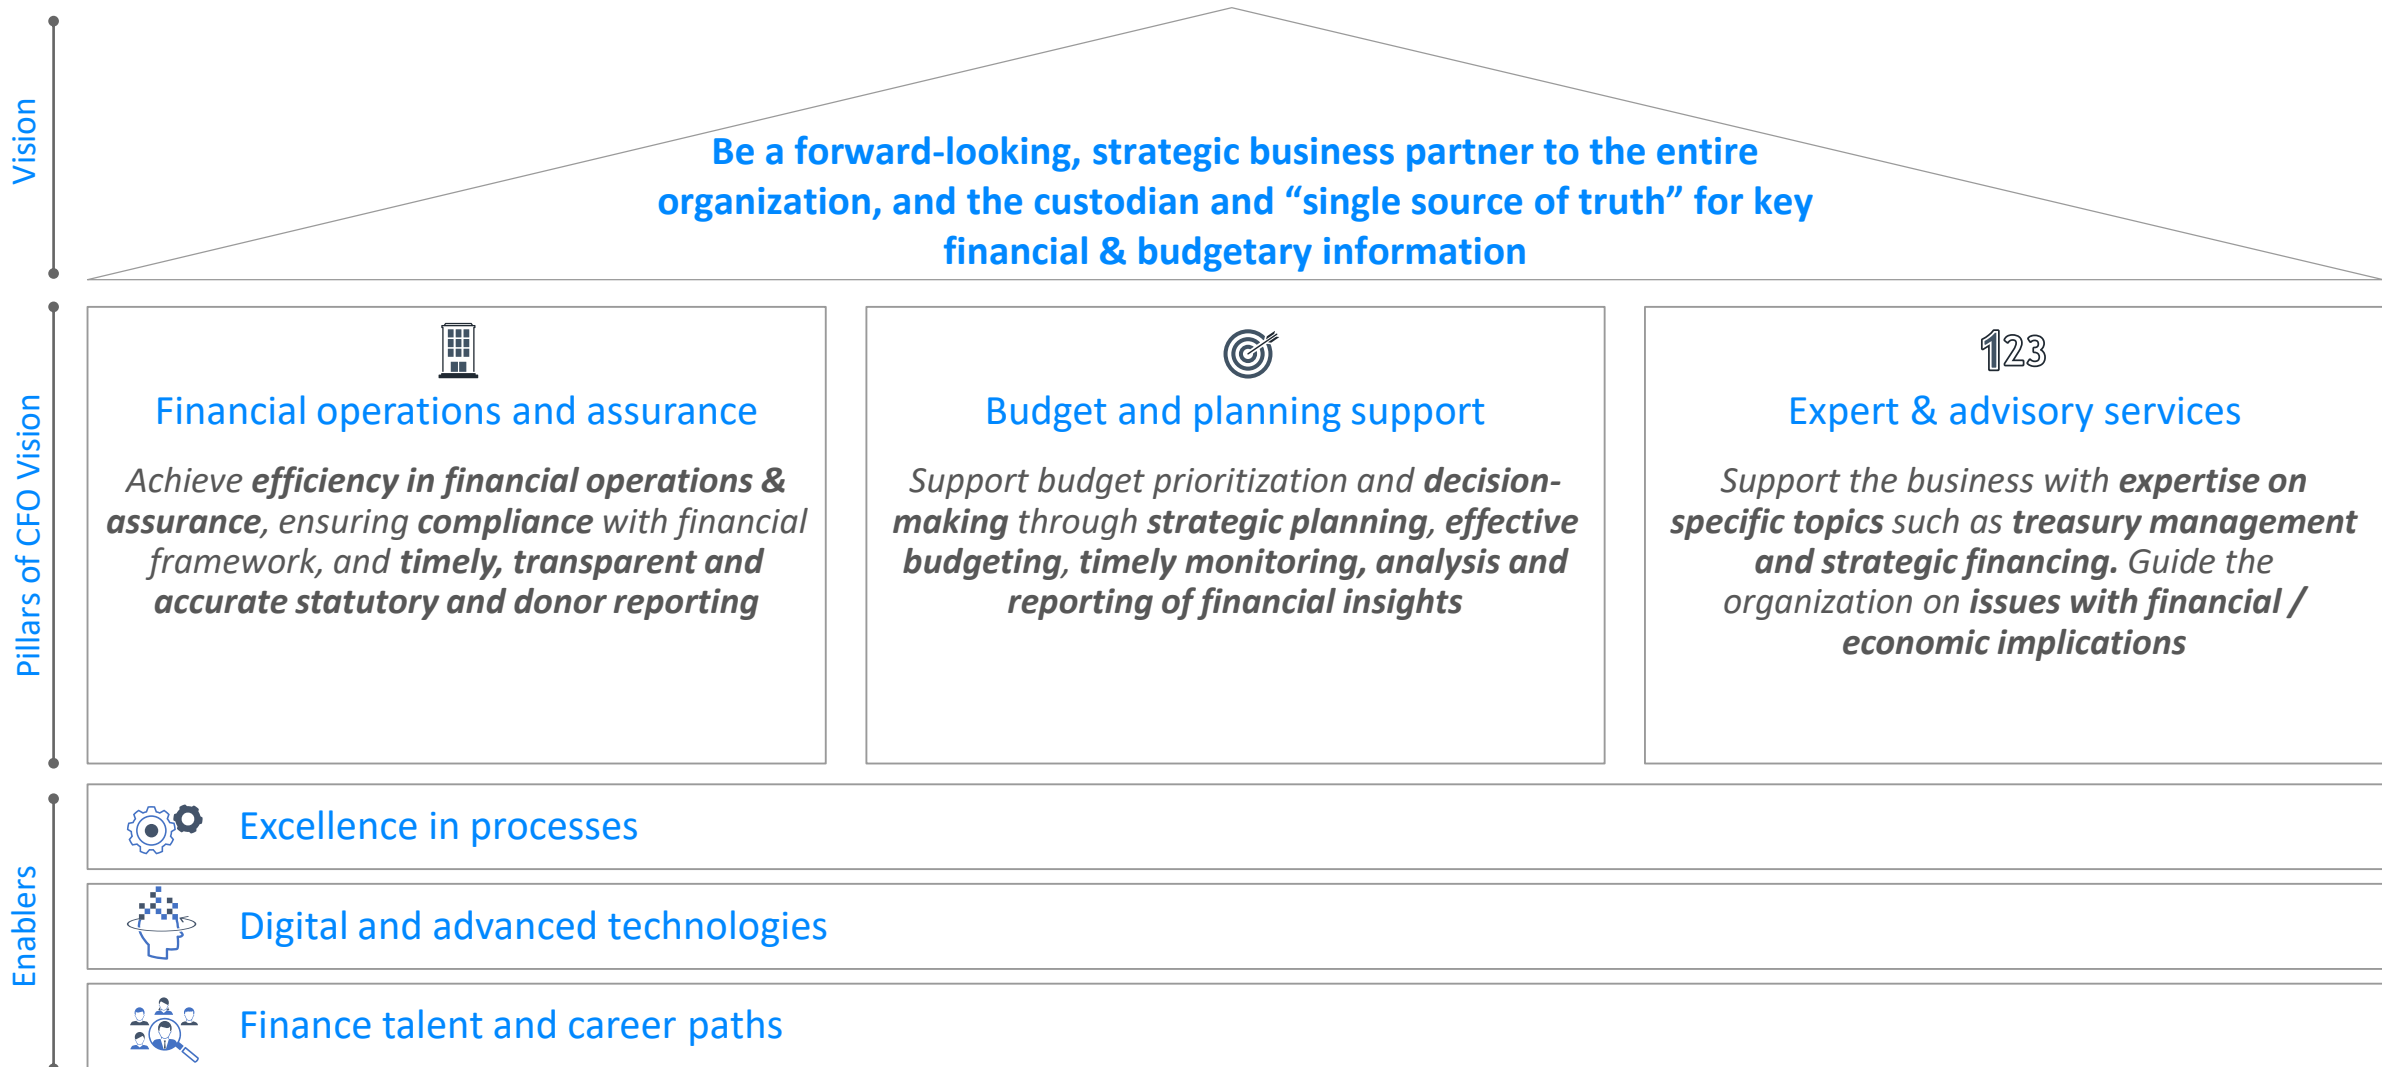 Vision
Be a forward-looking, strategic business partner to the entire
organization, and the custodian and “single source of truth” for key
financial & budgetary information
Pillars of CFO Vision
Financial operations and assurance
Achieve efficiency in financial operations &
assurance, ensuring compliance with financial
framework, and timely, transparent and
accurate statutory and donor reporting
Budget and planning support
Support budget prioritization and decision-
making through strategic planning, effective
budgeting, timely monitoring, analysis and
reporting of financial insights
123
Expert & advisory services
Support the business with expertise on
specific topics such as treasury management
and strategic financing. Guide the
organization on issues with financial /
economic implications
Enablers
Excellence in processes
Digital and advanced technologies
Finance talent and career paths